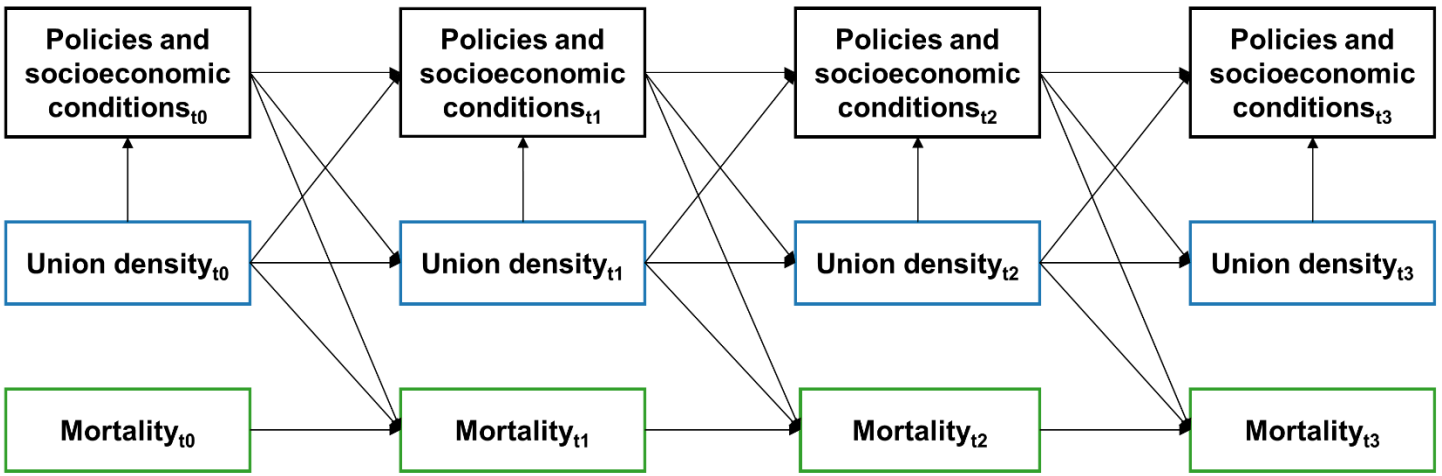 Policies and
socioeconomic
conditionst0
Policies and
socioeconomic
conditionst1
Policies and
socioeconomic
conditionst2
Policies and
socioeconomic
conditionst3
Union densityt0
Union densityt1
Union densityt2
Union densityt3
Mortalityt0
Mortalityt1
Mortalityt2
Mortalityt3